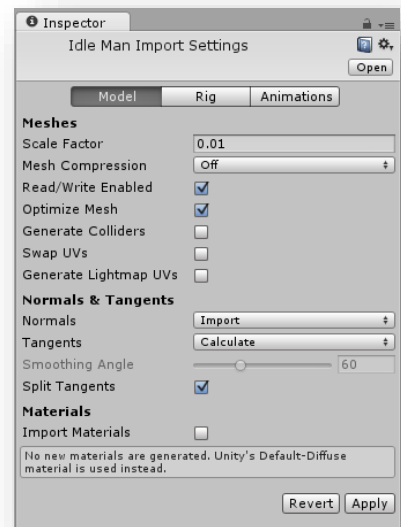 Inspector
Idle Man Import Settings
Open
Model Rig Animations
Meshes
Scale Factor 0.01
Mesh Compression Off
Read/Write Enabled
Optimize Mesh
Generate Colliders
Swap UVs
Generate Lightmap UVs
Normals & Tangents
Normals Import
Tangents Calculate
Smoothing Angle 60
Split Tangents
Materials
Import Materials
No new materials are generated. Unity's Default-Diffuse
material is used instead.
Revert Apply